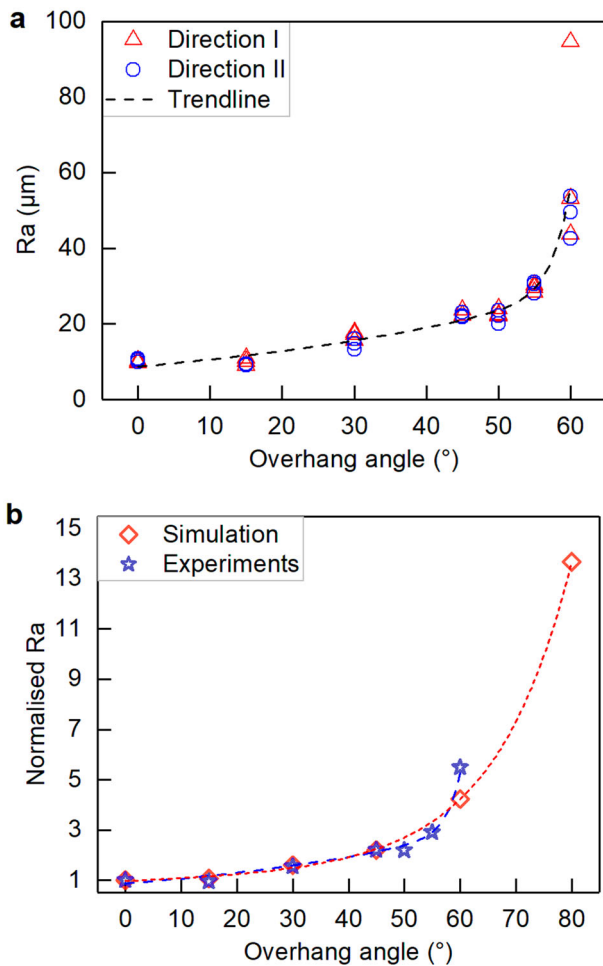 a
100
80
60
40
20
0
Ra (µm)
Direction I
Direction II
Trendline
0 10 20 30 40 50 60
Overhang angle (°)
b
15
13
11
9
7
5
3
1
Normalised Ra
Simulation
Experiments
0 10 20 30 40 50 60 70 80
Overhang angle (°)